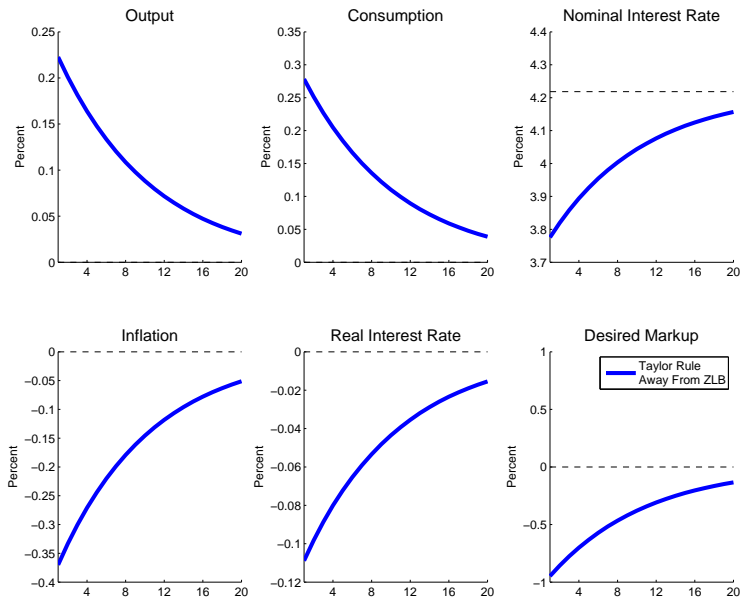 Output
Consumption
Nominal Interest Rate
Percent
0.25
0.2
0.15
0.1
0.05
0
4 8 12 16 20
Percent
0.35
0.3
0.25
0.2
0.15
0.1
0.05
0
4 8 12 16 20
Percent
4.4
4.3
4.2
4.1
4
3.9
3.8
3.7
4 8 12 16 20
Inflation
Real Interest Rate
Desired Markup
Percent
0
−0.05
−0.1
−0.15
−0.2
−0.25
−0.3
−0.35
−0.4
4 8 12 16 20
Percent
0
−0.02
−0.04
−0.06
−0.08
−0.1
−0.12
4 8 12 16 20
Percent
1
0.5
0
−0.5
−1
4 8 12 16 20
Taylor Rule
Away From ZLB